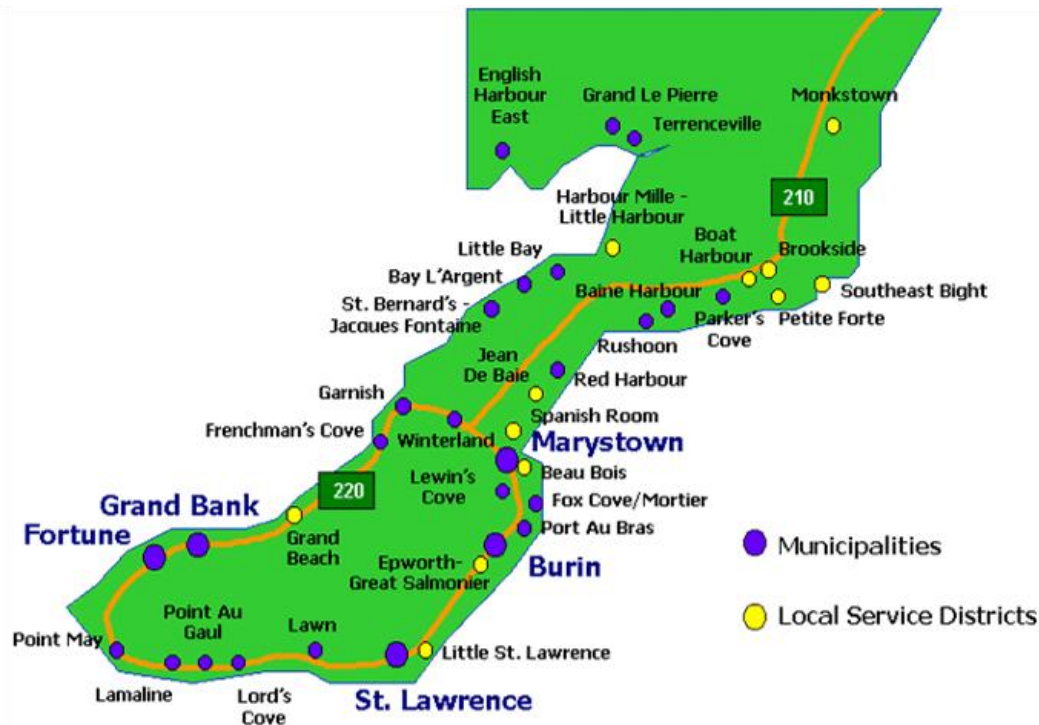 English
Harbour
East
Grand Le Pierre
Terrenceville
Monkstown
210
Harbour Mille -
Little Harbour
Boat
Harbour
Brookside
Little Bay
Bay L'Argent
Southeast Bight
Baine Harbour
St. Bernard's -
Jacques Fontaine
Parker's
Cove
Petite Forte
Rushoon
Jean
De Baie
Red Harbour
Garnish
Spanish Room
Frenchman's Cove
Winterland
Marystown
Lewin's
Cove
Beau Bois
220
Fox Cove/Mortier
Grand Bank
Fortune
Port Au Bras
Grand
Beach
Epworth-
Great Salmonier
Burin
Municipalities
Point Au
Gaul
Lawn
Local Service Districts
Point May
Little St. Lawrence
Lamaline
Lord's
Cove
St. Lawrence